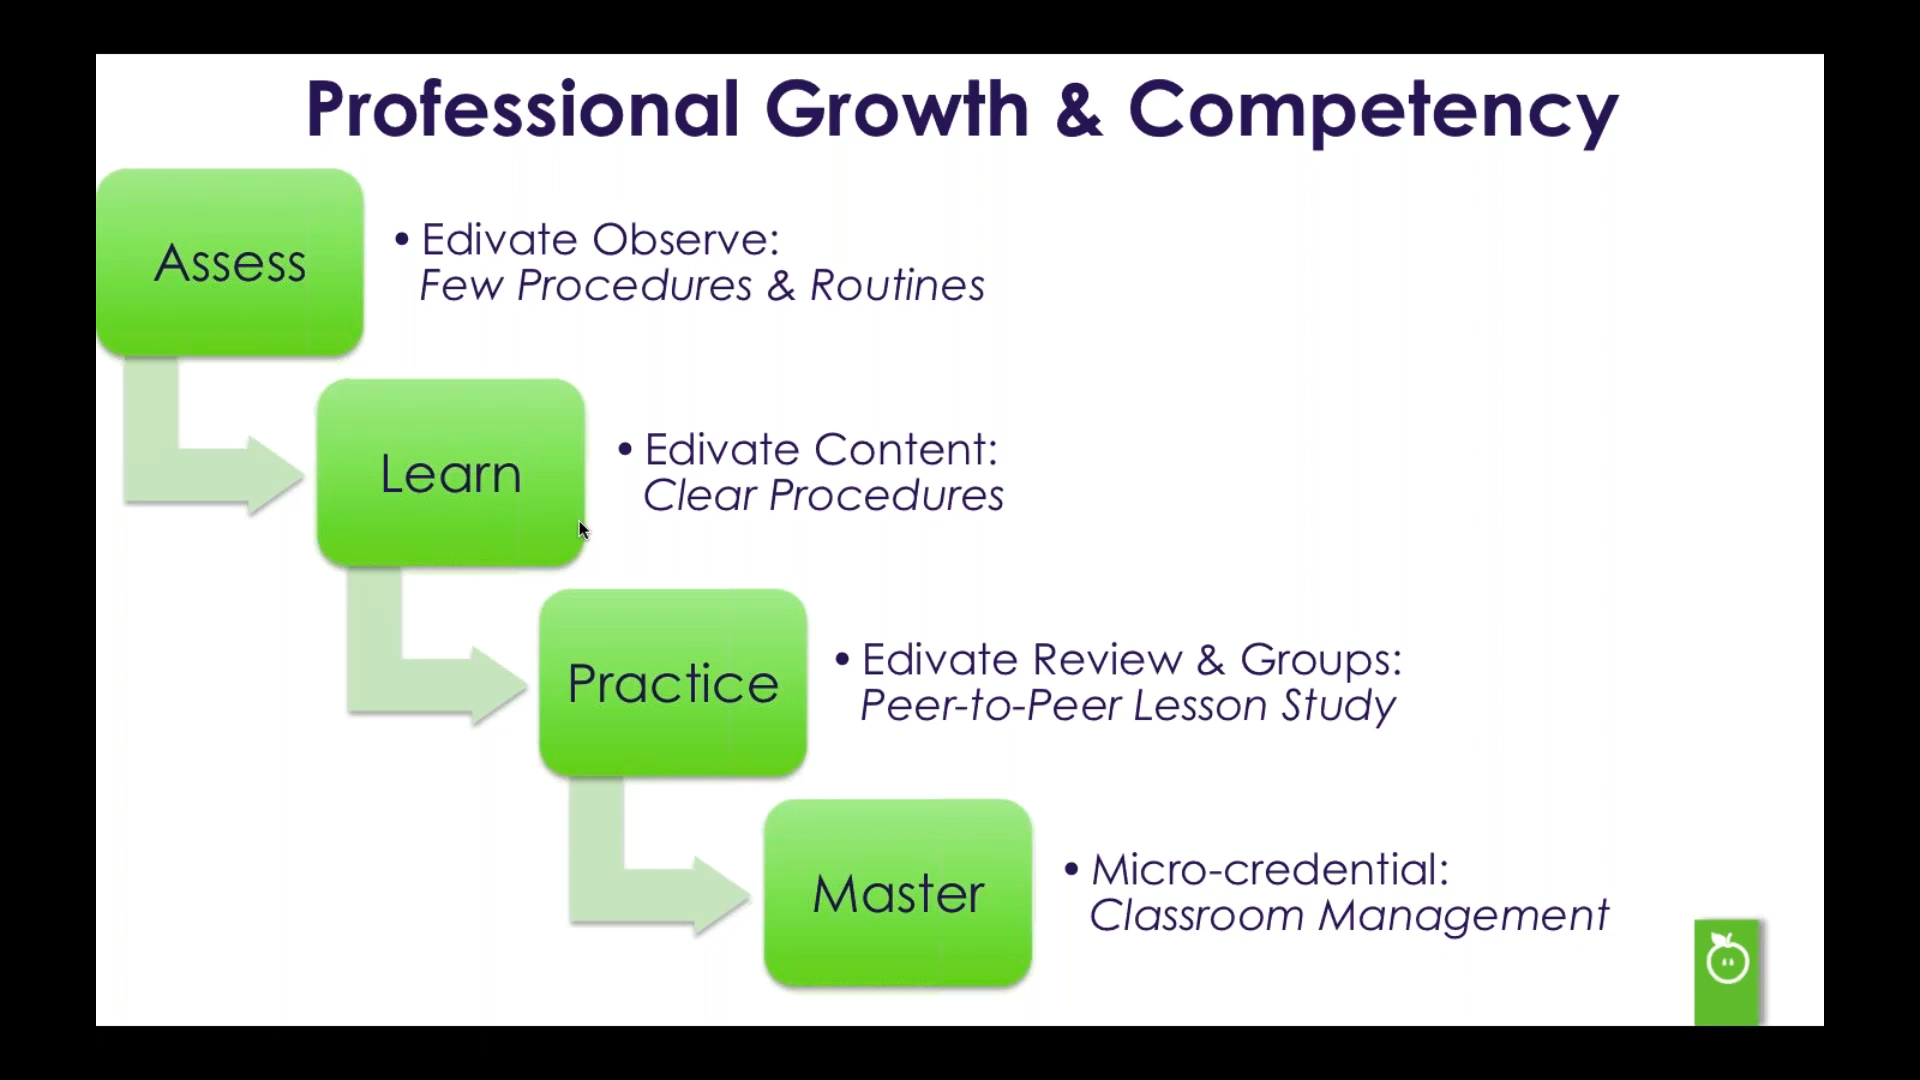 Professional Growth & Competency
Assess
• Edivate Observe:
Few Procedures & Routines
Learn
• Edivate Content:
Clear Procedures
Practice
• Edivate Review & Groups:
Peer-to-Peer Lesson Study
Master
• Micro-credential:
Classroom Management